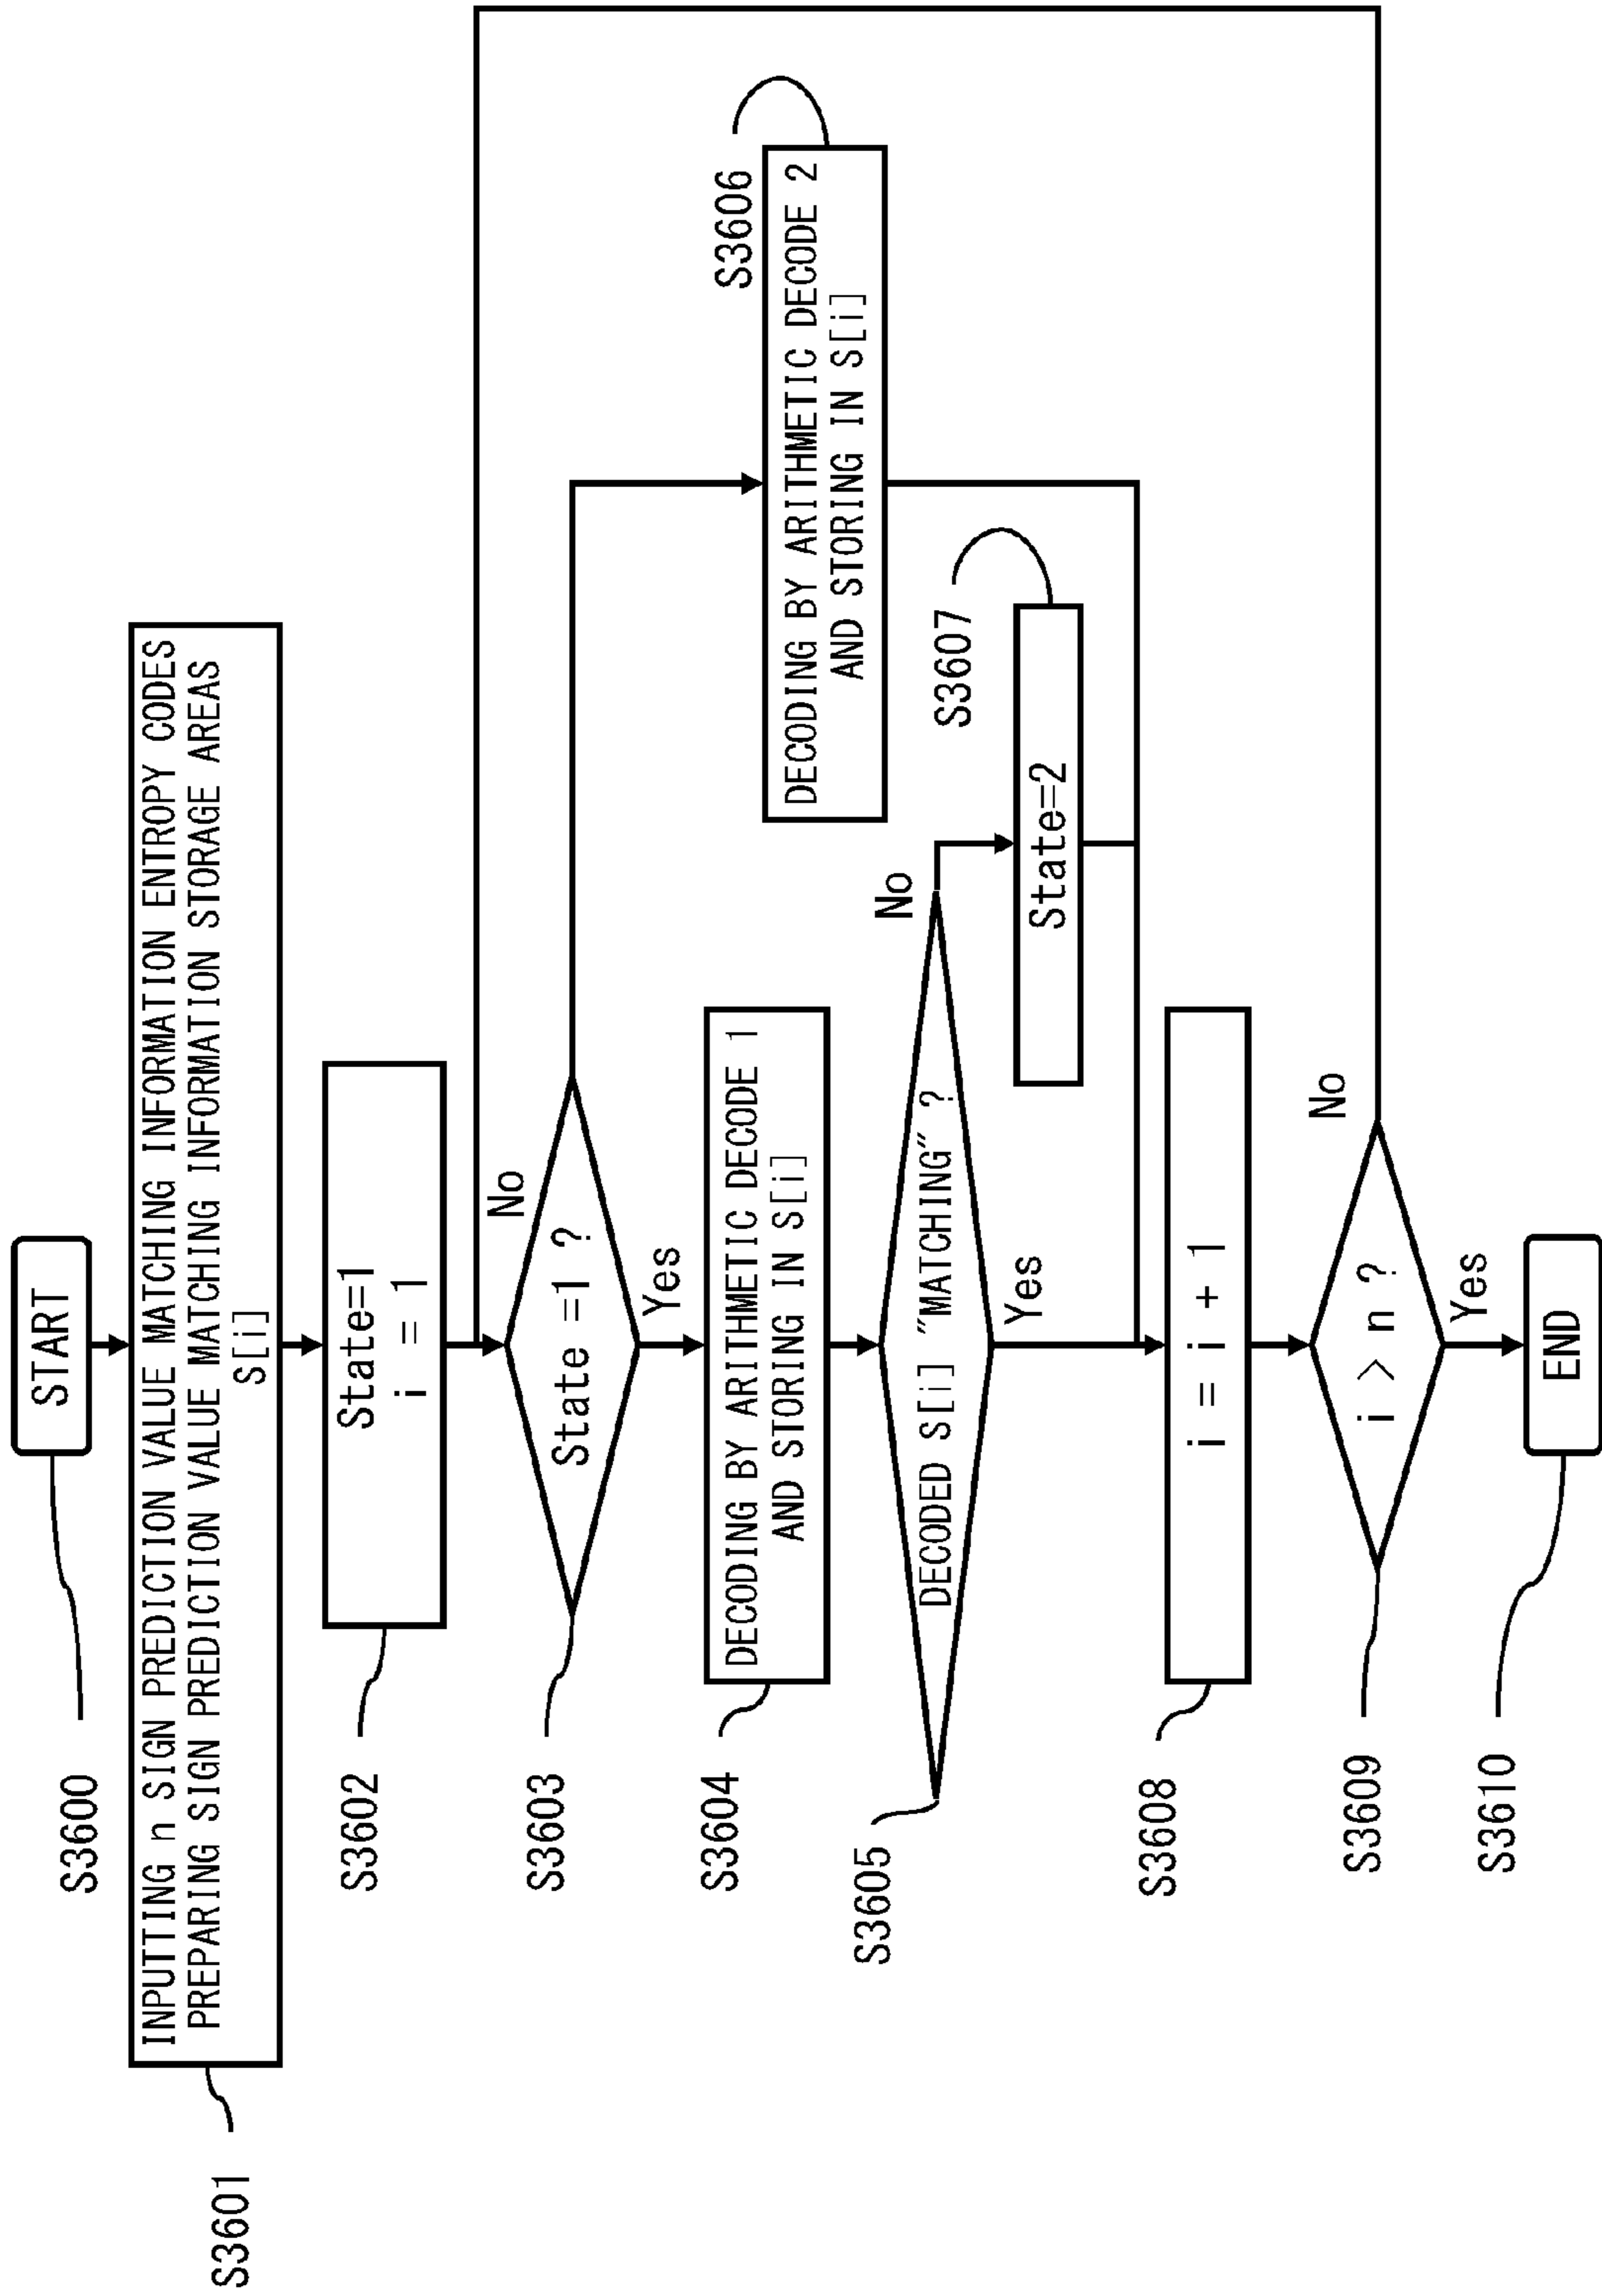 START
S3600
INPUTTING n SIGN PREDICTION VALUE MATCHING INFORMATION ENTROPY CODES
PREPARING SIGN PREDICTION VALUE MATCHING INFORMATION STORAGE AREAS
S[i]
S3601
State=1
i = 1
S3602
State =1 ?
No
Yes
S3603
DECODING BY ARITHMETIC DECODE 1
AND STORING IN S[i]
S3604
DECODING BY ARITHMETIC DECODE 2
AND STORING IN S[i]
S3606
DECODED S[i] "MATCHING" ?
No
Yes
S3605
State=2
S3607
i = i + 1
S3608
i > n ?
No
Yes
S3609
END
S3610